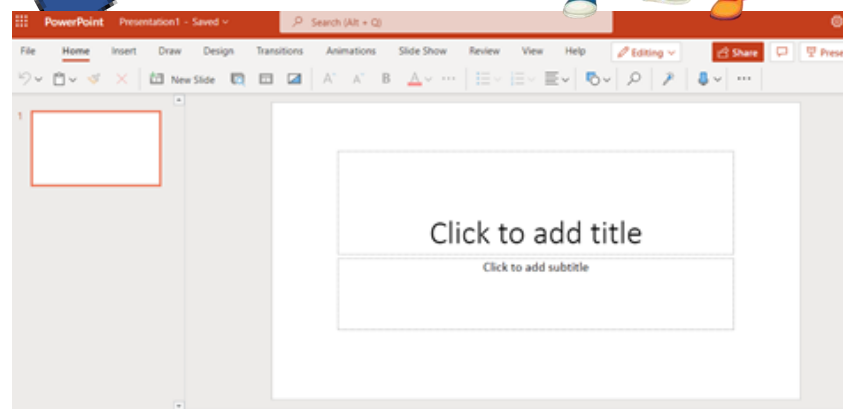 PowerPoint Presentation1 - Saved Search (Alt + Q)
File Home Insert Draw Design Transitions Animations Slide Show Review View Help Editing Share Prese
New Slide A A B A
1
Click to add title
Click to add subtitle